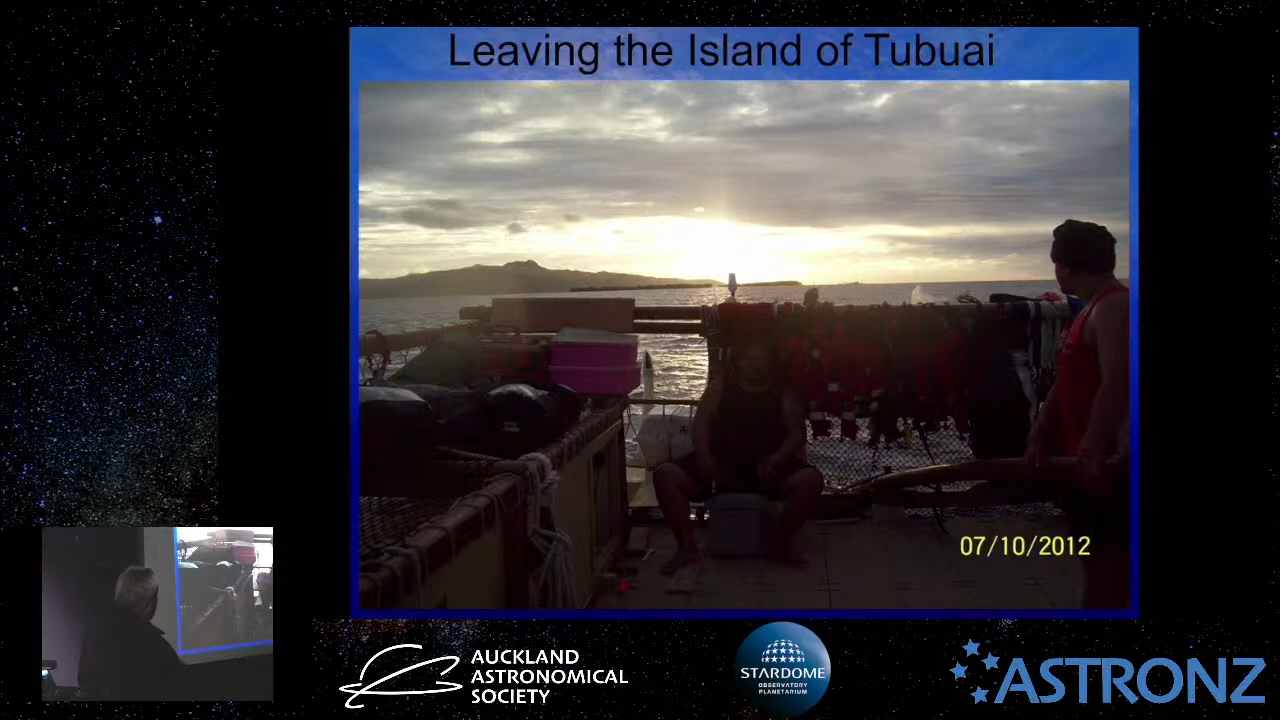 Leaving the Island of Tubuai
07/10/2012
AUCKLAND
ASTRONOMICAL
SOCIETY
STARDOME
OBSERVATORY
PLANETARIUM
ASTRONZ